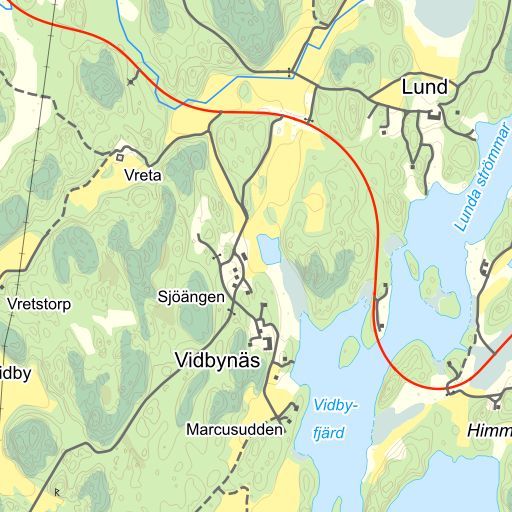 Lund
Lunda strömmar
Vreta
Sjöängen
Vretstorp
Vidbynäs
idby
Vidby-
fjärd
Marcusudden
Himm
R